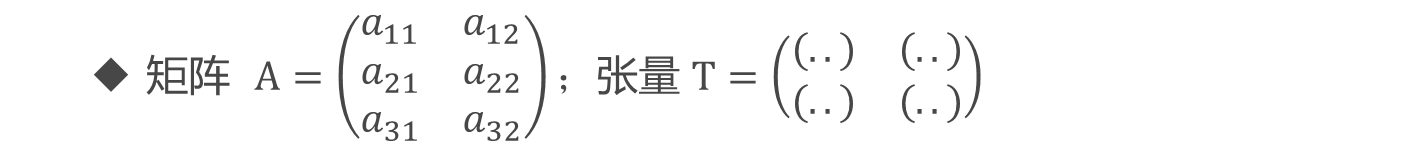 ◆ 矩阵 A = (a₁₁ a₁₂
a₂₁ a₂₂
a₃₁ a₃₂) ; 张量 T = ((..) (..)
(..) (..))